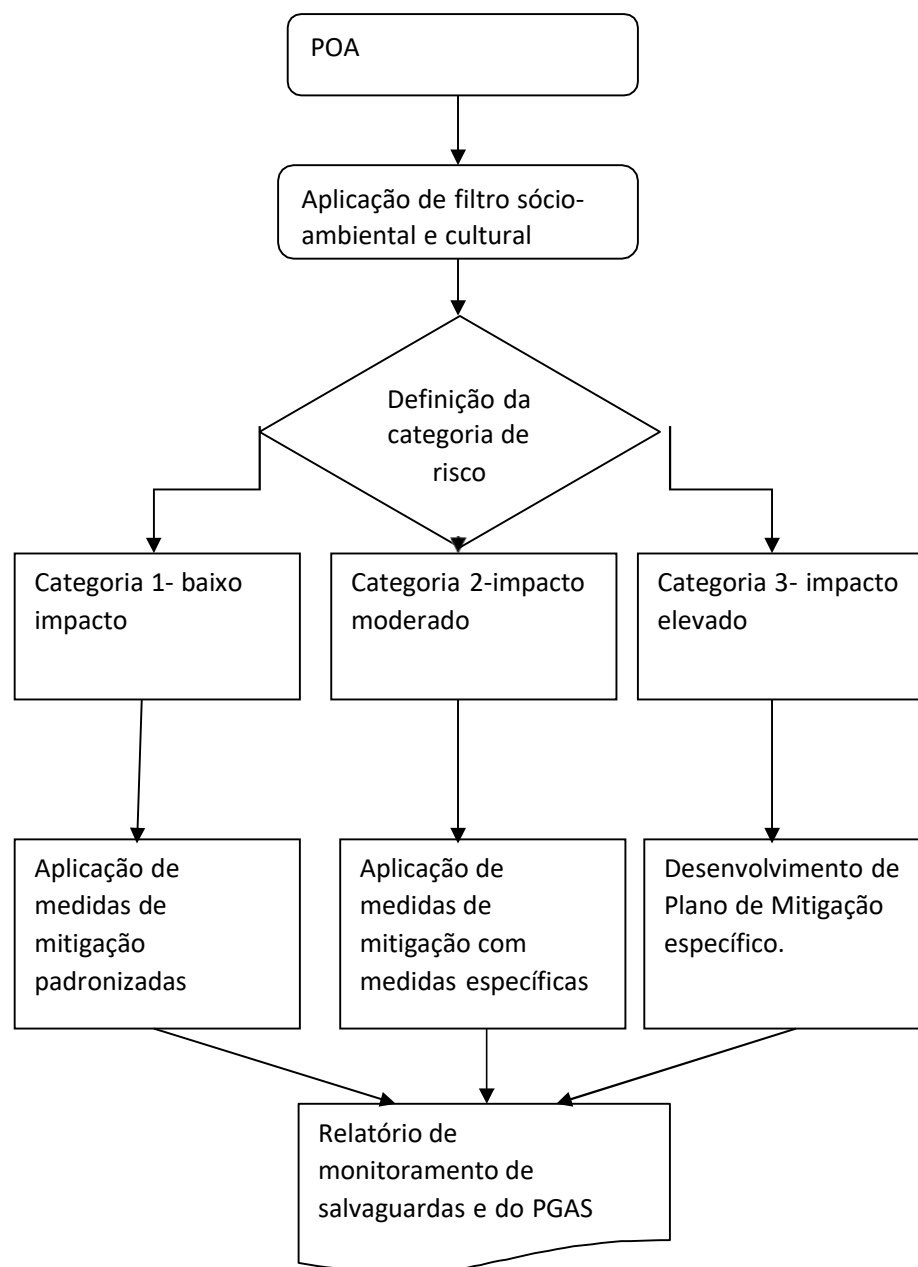 POA
Aplicação de filtro sócio-
ambiental e cultural
Definição da
categoria de
risco
Categoria 1- baixo
impacto
Categoria 2-impacto
moderado
Categoria 3- impacto
elevado
Aplicação de
medidas de
mitigação
padronizadas
Aplicação de
medidas de
mitigação com
medidas específicas
Desenvolvimento de
Plano de Mitigação
específico.
Relatório de
monitoramento de
salvaguardas e do PGAS